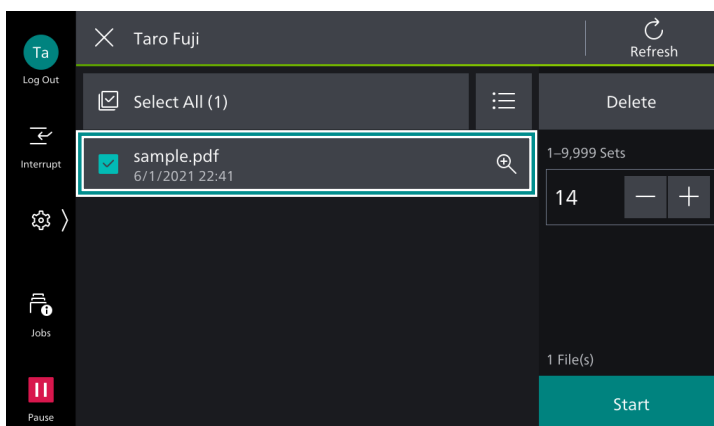 Ta
Log Out
Interrupt
Jobs
Pause
Taro Fuji
Refresh
Select All (1)
sample.pdf
6/1/2021 22:41
Delete
1–9,999 Sets
14
1 File(s)
Start